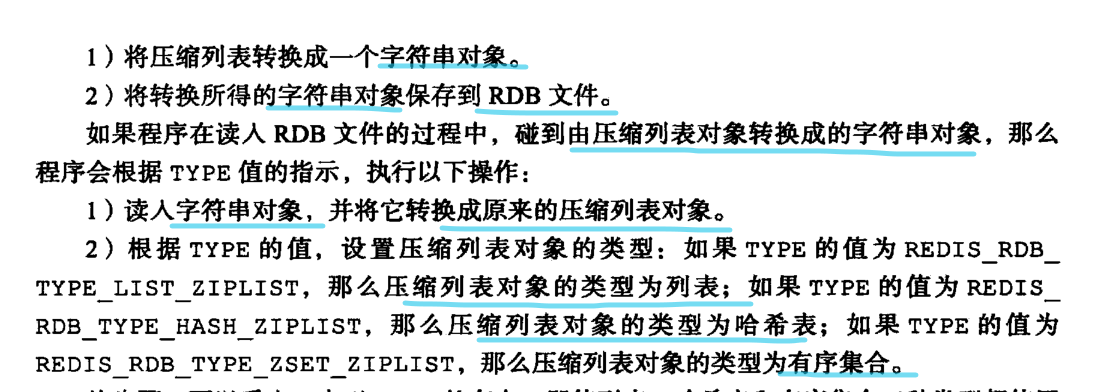 1）将压缩列表转换成一个字符串对象。
2）将转换所得的字符串对象保存到 RDB 文件。
如果程序在读入 RDB 文件的过程中，碰到由压缩列表对象转换成的字符串对象，那么
程序会根据 TYPE 值的指示，执行以下操作：
1）读入字符串对象，并将它转换成原来的压缩列表对象。
2）根据 TYPE 的值，设置压缩列表对象的类型：如果 TYPE 的值为 REDIS_RDB_
TYPE_LIST_ZIPLIST，那么压缩列表对象的类型为列表；如果 TYPE 的值为 REDIS_
RDB_TYPE_HASH_ZIPLIST，那么压缩列表对象的类型为哈希表；如果 TYPE 的值为
REDIS_RDB_TYPE_ZSET_ZIPLIST，那么压缩列表对象的类型为有序集合。